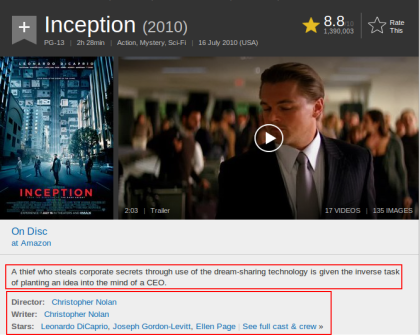 + Inception (2010)
8.8/10
1,390,003
Rate This
PG-13 | 2h 28min | Action, Mystery, Sci-Fi | 16 July 2010 (USA)
LEONARDO DICAPRIO
INCEPTION
2:03 | Trailer
17 VIDEOS | 135 IMAGES
On Disc
at Amazon
A thief who steals corporate secrets through use of the dream-sharing technology is given the inverse task
of planting an idea into the mind of a CEO.
Director: Christopher Nolan
Writer: Christopher Nolan
Stars: Leonardo DiCaprio, Joseph Gordon-Levitt, Ellen Page | See full cast & crew »